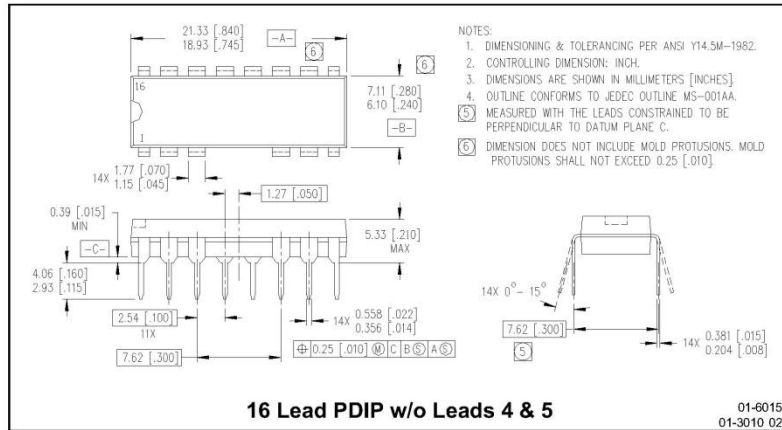 21.33 [.840]
18.93 [.745]
-A-
6
6
16
1
7.11 [.280]
6.10 [.240]
-B-
14X 1.77 [.070]
1.15 [.045]
1.27 [.050]
0.39 [.015]
MIN
-C-
5.33 [.210]
MAX
4.06 [.160]
2.93 [.115]
2.54 [.100]
11X
14X 0.558 [.022]
0.356 [.014]
7.62 [.300]
⌖ 0.25 [.010] Ⓜ C B Ⓢ A Ⓢ
NOTES:
1. DIMENSIONING & TOLERANCING PER ANSI Y14.5M-1982.
2. CONTROLLING DIMENSION: INCH.
3. DIMENSIONS ARE SHOWN IN MILLIMETERS [INCHES].
4. OUTLINE CONFORMS TO JEDEC OUTLINE MS-001AA.
5 MEASURED WITH THE LEADS CONSTRAINED TO BE
PERPENDICULAR TO DATUM PLANE C.
6 DIMENSION DOES NOT INCLUDE MOLD PROTUSIONS. MOLD
PROTUSIONS SHALL NOT EXCEED 0.25 [.010].
14X 0°- 15°
7.62 [.300]
5
14X 0.381 [.015]
0.204 [.008]
16 Lead PDIP w/o Leads 4 & 5
01-6015
01-3010 02